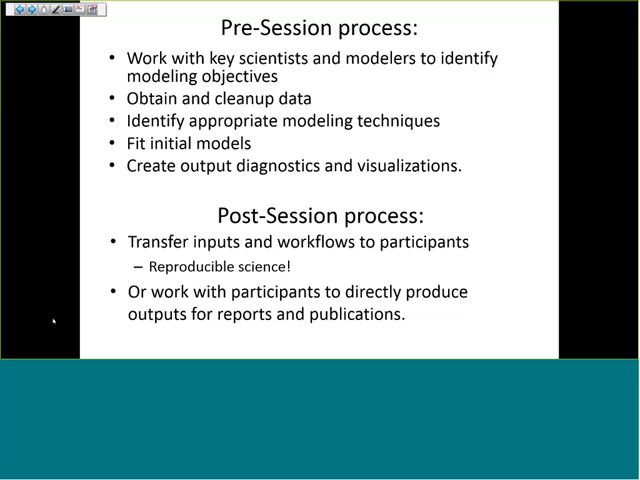 Pre-Session process:
• Work with key scientists and modelers to identify
modeling objectives
• Obtain and cleanup data
• Identify appropriate modeling techniques
• Fit initial models
• Create output diagnostics and visualizations.
Post-Session process:
• Transfer inputs and workflows to participants
– Reproducible science!
• Or work with participants to directly produce
outputs for reports and publications.